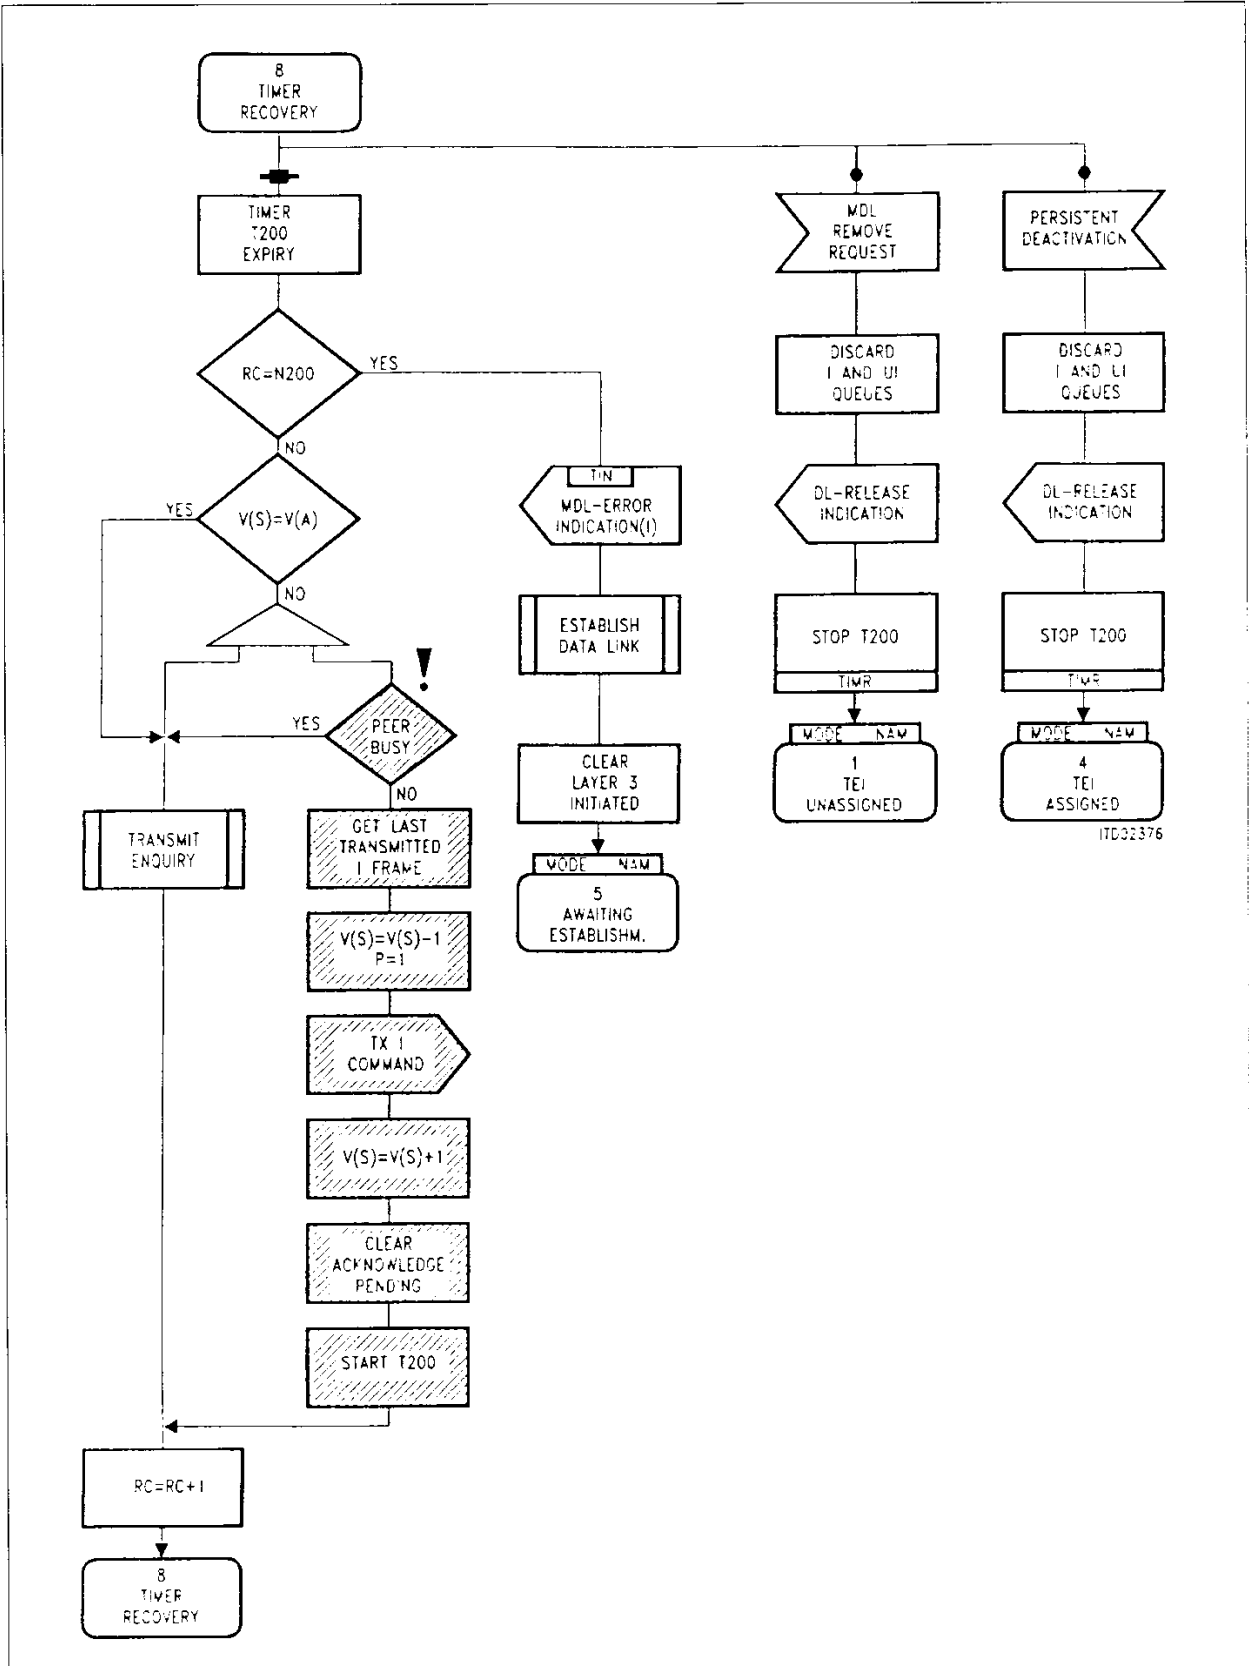 8
TIMER
RECOVERY
TIMER
T200
EXPIRY
MDL
REMOVE
REQUEST
PERSISTENT
DEACTIVATION
RC=N200
YES
NO
DISCARD
I AND UI
QUEUES
DISCARD
I AND UI
QUEUES
V(S)=V(A)
YES
NO
TIN
MDL-ERROR
INDICATION(I)
DL-RELEASE
INDICATION
DL-RELEASE
INDICATION
ESTABLISH
DATA LINK
STOP T200
TIMR
STOP T200
TIMR
!
PEER
BUSY
YES
NO
MODE NAM
1
TEI
UNASSIGNED
MODE NAM
4
TEI
ASSIGNED
ITD02376
CLEAR
LAYER 3
INITIATED
TRANSMIT
ENQUIRY
GET LAST
TRANSMITTED
I FRAME
MODE NAM
5
AWAITING
ESTABLISHM.
V(S)=V(S)-1
P=1
TX I
COMMAND
V(S)=V(S)+1
CLEAR
ACKNOWLEDGE
PENDING
START T200
RC=RC+1
8
TIMER
RECOVERY